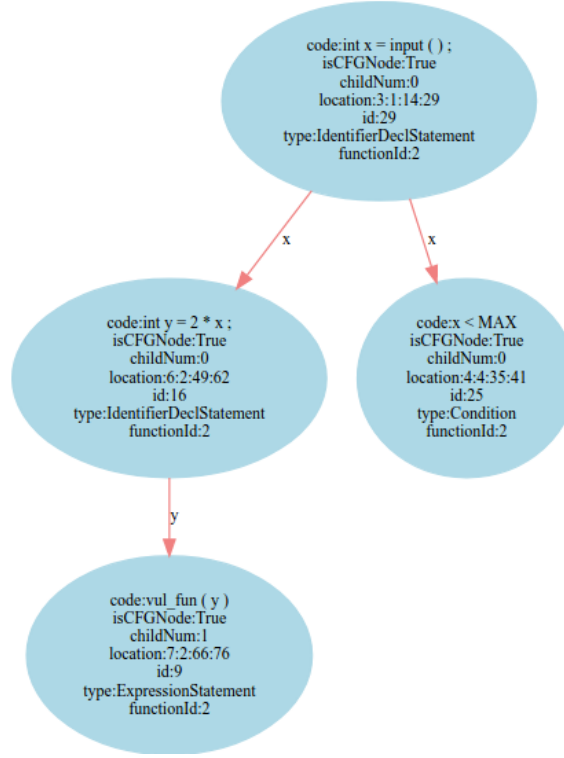 code:int x = input ( ) ;
isCFGNode:True
childNum:0
location:3:1:14:29
id:29
type:IdentifierDeclStatement
functionId:2
x
x
code:int y = 2 * x ;
isCFGNode:True
childNum:0
location:6:2:49:62
id:16
type:IdentifierDeclStatement
functionId:2
code:x < MAX
isCFGNode:True
childNum:0
location:4:4:35:41
id:25
type:Condition
functionId:2
y
code:vul_fun ( y )
isCFGNode:True
childNum:1
location:7:2:66:76
id:9
type:ExpressionStatement
functionId:2